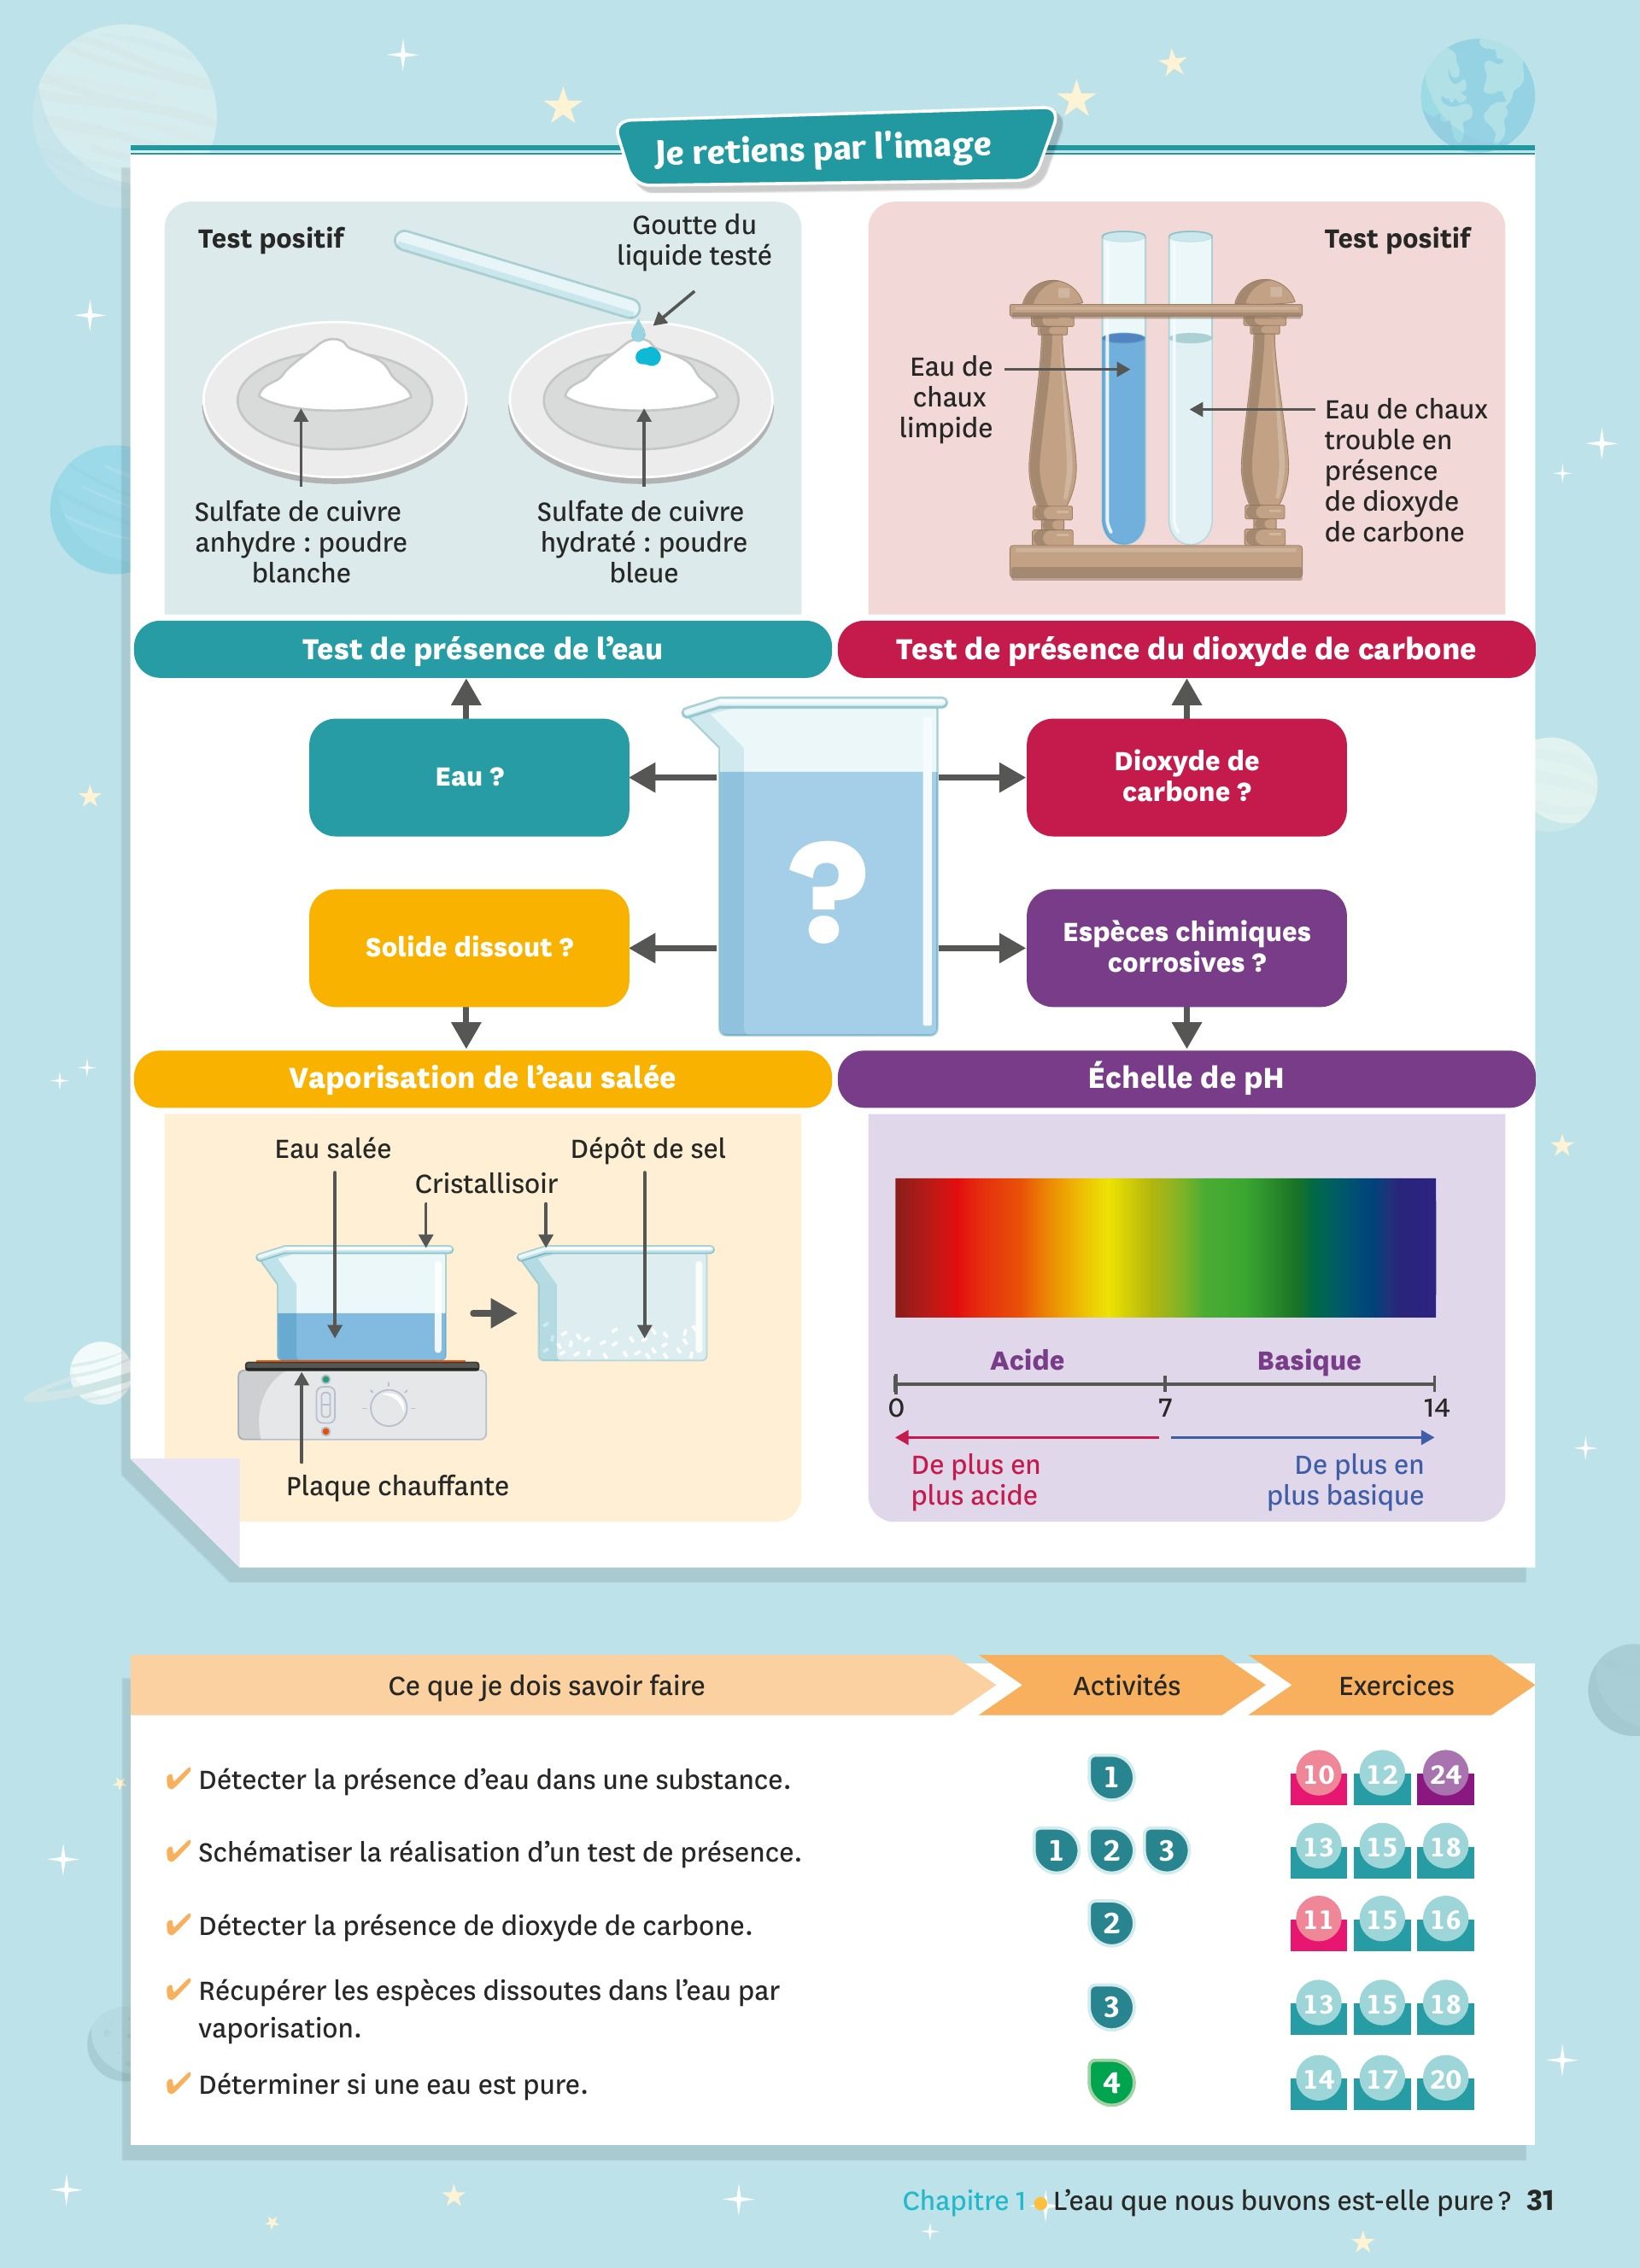 Je retiens par l'image
Test positif
Goutte du
liquide testé
Sulfate de cuivre
anhydre : poudre
blanche
Sulfate de cuivre
hydraté : poudre
bleue
Test positif
Eau de
chaux
limpide
Eau de chaux
trouble en
présence
de dioxyde
de carbone
Test de présence de l'eau
Test de présence du dioxyde de carbone
Eau ?
Dioxyde de
carbone ?
?
Solide dissout ?
Espèces chimiques
corrosives ?
Vaporisation de l'eau salée
Échelle de pH
Eau salée
Dépôt de sel
Cristallisoir
Plaque chauffante
Acide
Basique
0
7
14
De plus en
plus acide
De plus en
plus basique
Ce que je dois savoir faire
Activités
Exercices
✔ Détecter la présence d'eau dans une substance.
1
10 12 24
✔ Schématiser la réalisation d'un test de présence.
1 2 3
13 15 18
✔ Détecter la présence de dioxyde de carbone.
2
11 15 16
✔ Récupérer les espèces dissoutes dans l'eau par
vaporisation.
3
13 15 18
✔ Déterminer si une eau est pure.
4
14 17 20
Chapitre 1 • L'eau que nous buvons est-elle pure ? 31